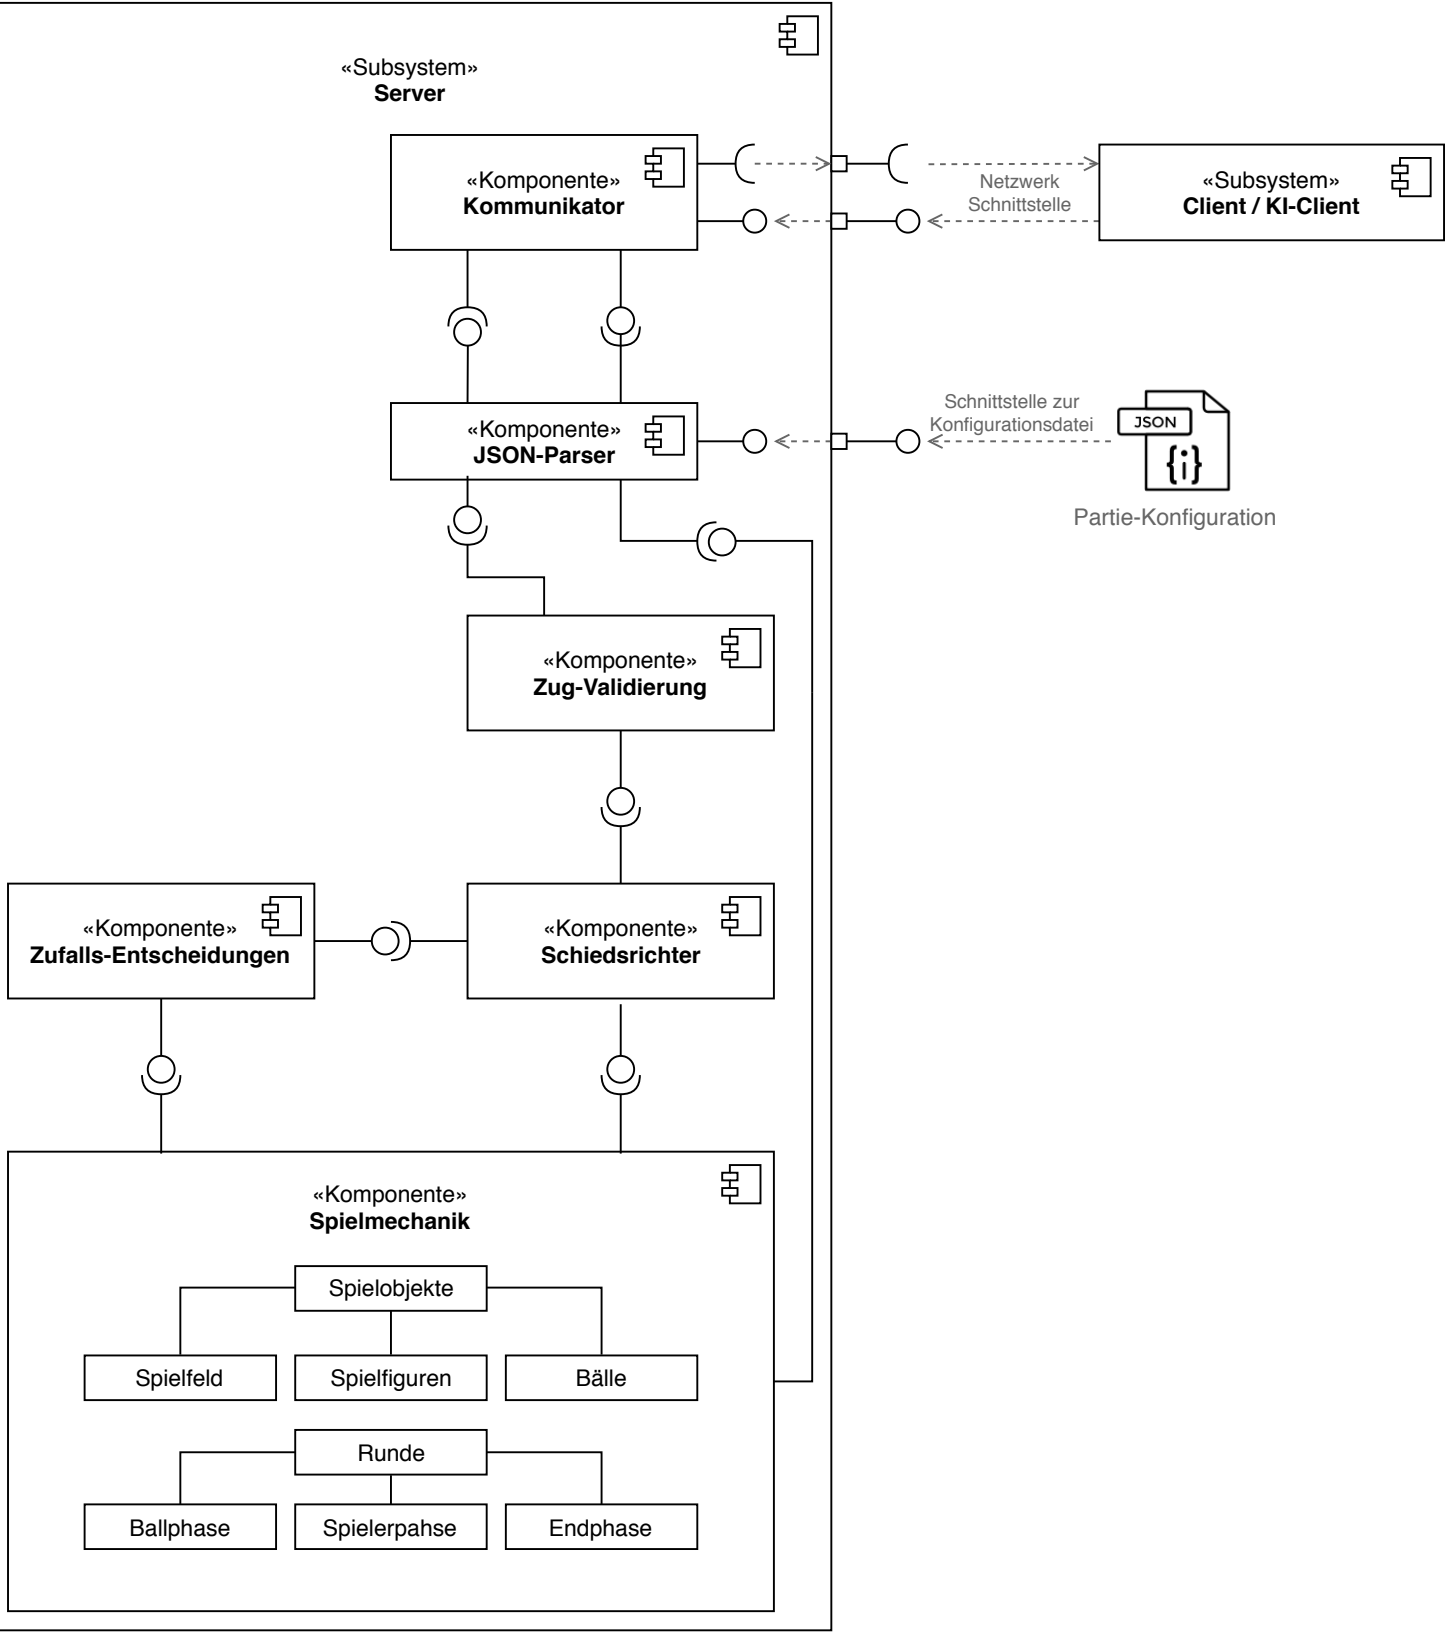 «Subsystem»
Server
«Komponente»
Kommunikator
Netzwerk
Schnittstelle
«Subsystem»
Client / KI-Client
«Komponente»
JSON-Parser
Schnittstelle zur
Konfigurationsdatei
JSON
{i}
Partie-Konfiguration
«Komponente»
Zug-Validierung
«Komponente»
Zufalls-Entscheidungen
«Komponente»
Schiedsrichter
«Komponente»
Spielmechanik
Spielobjekte
Spielfeld
Spielfiguren
Bälle
Runde
Ballphase
Spielerpahse
Endphase